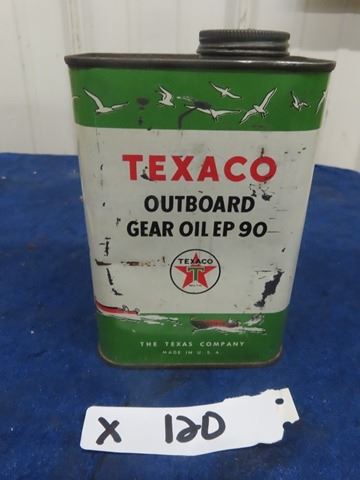 TEXACO
OUTBOARD
GEAR OIL EP 90
TEXACO
T
THE TEXAS COMPANY
MADE IN U.S.A.
X 120